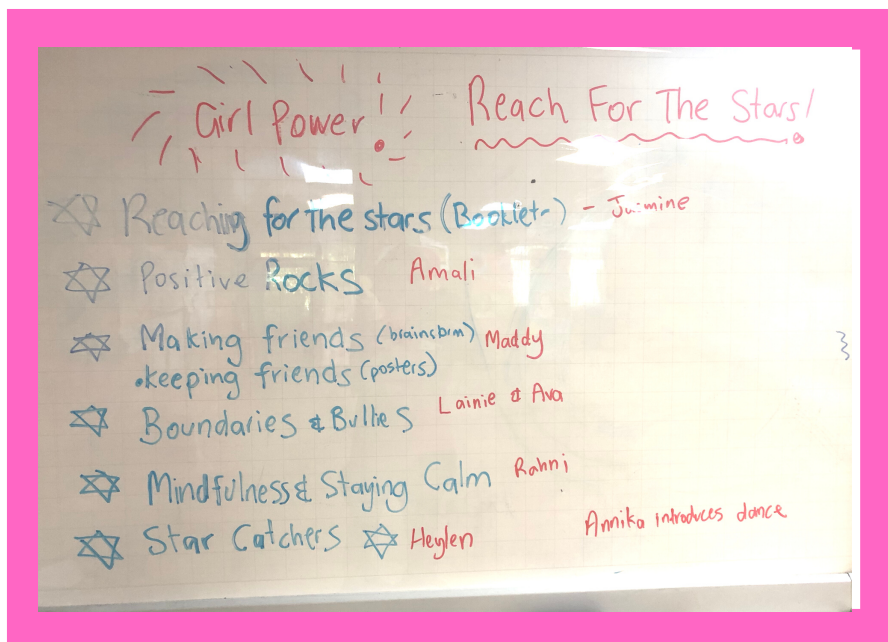 Girl Power! Reach For The Stars!
Reaching for The stars (Booklet) - Jasmine
Positive Rocks Amali
Making friends (brainstorm) Maddy
.keeping friends (posters)
Boundaries & Bullies Lainie & Ava
Mindfulness & Staying Calm Rahni
Star Catchers Heylen
Annika introduces dance